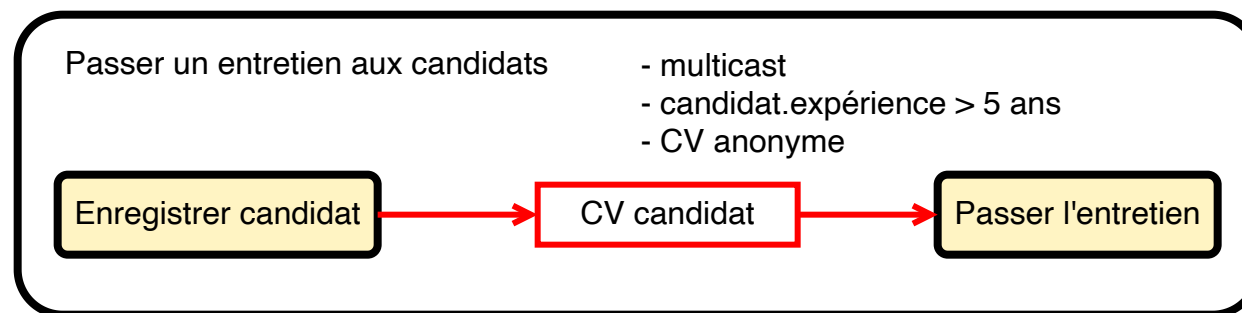 Passer un entretien aux candidats
- multicast
- candidat.expérience > 5 ans
- CV anonyme
Enregistrer candidat
CV candidat
Passer l'entretien